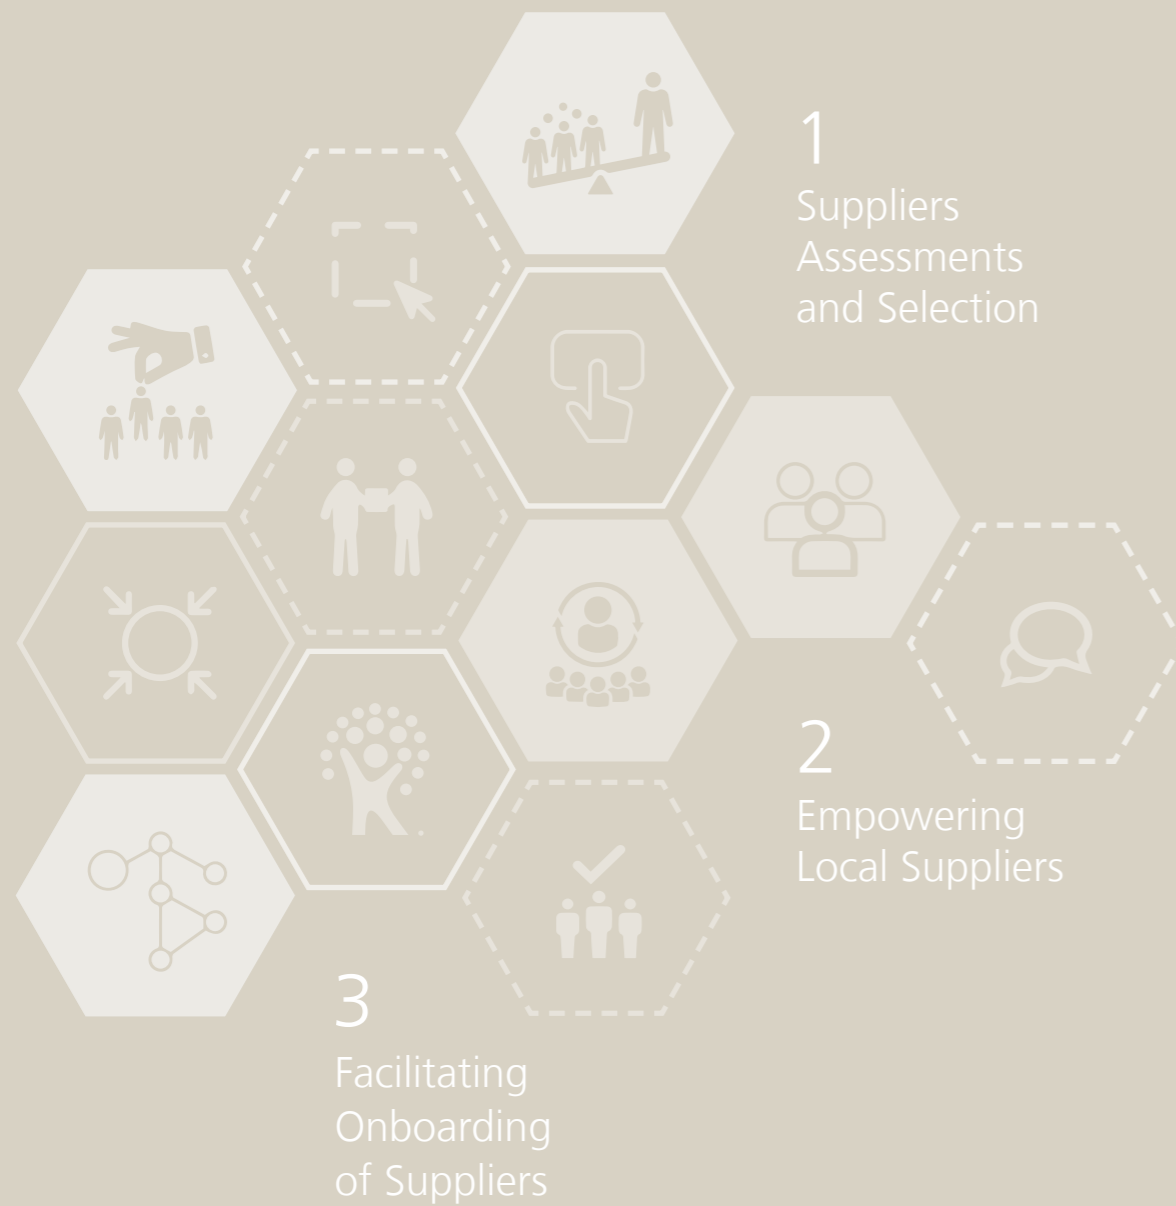 1
Suppliers
Assessments
and Selection
2
Empowering
Local Suppliers
3
Facilitating
Onboarding
of Suppliers